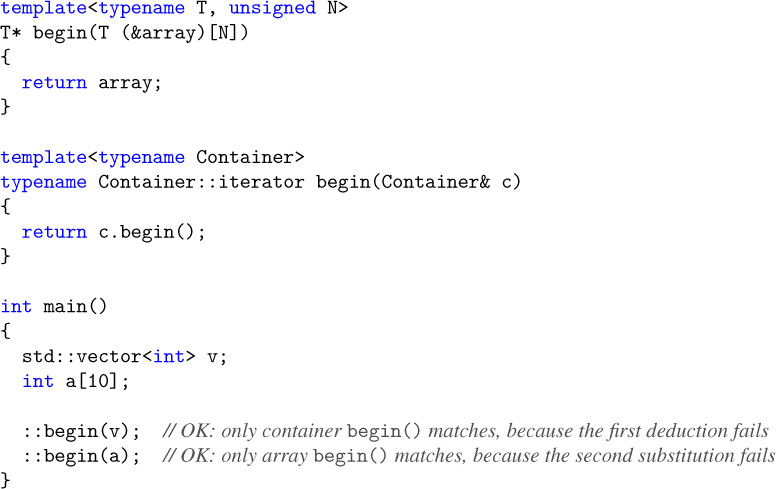 template<typename T, unsigned N>
T* begin(T (&array)[N])
{
  return array;
}

template<typename Container>
typename Container::iterator begin(Container& c)
{
  return c.begin();
}

int main()
{
  std::vector<int> v;
  int a[10];

  ::begin(v);  // OK: only container begin() matches, because the first deduction fails
  ::begin(a);  // OK: only array begin() matches, because the second substitution fails
}